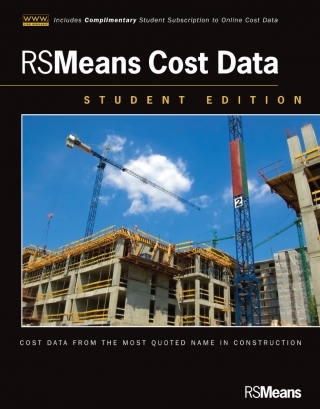 WWW Includes Complimentary Student Subscription to Online Cost Data
RSMeans Cost Data
STUDENT EDITION
2
COST DATA FROM THE MOST QUOTED NAME IN CONSTRUCTION
RSMeans